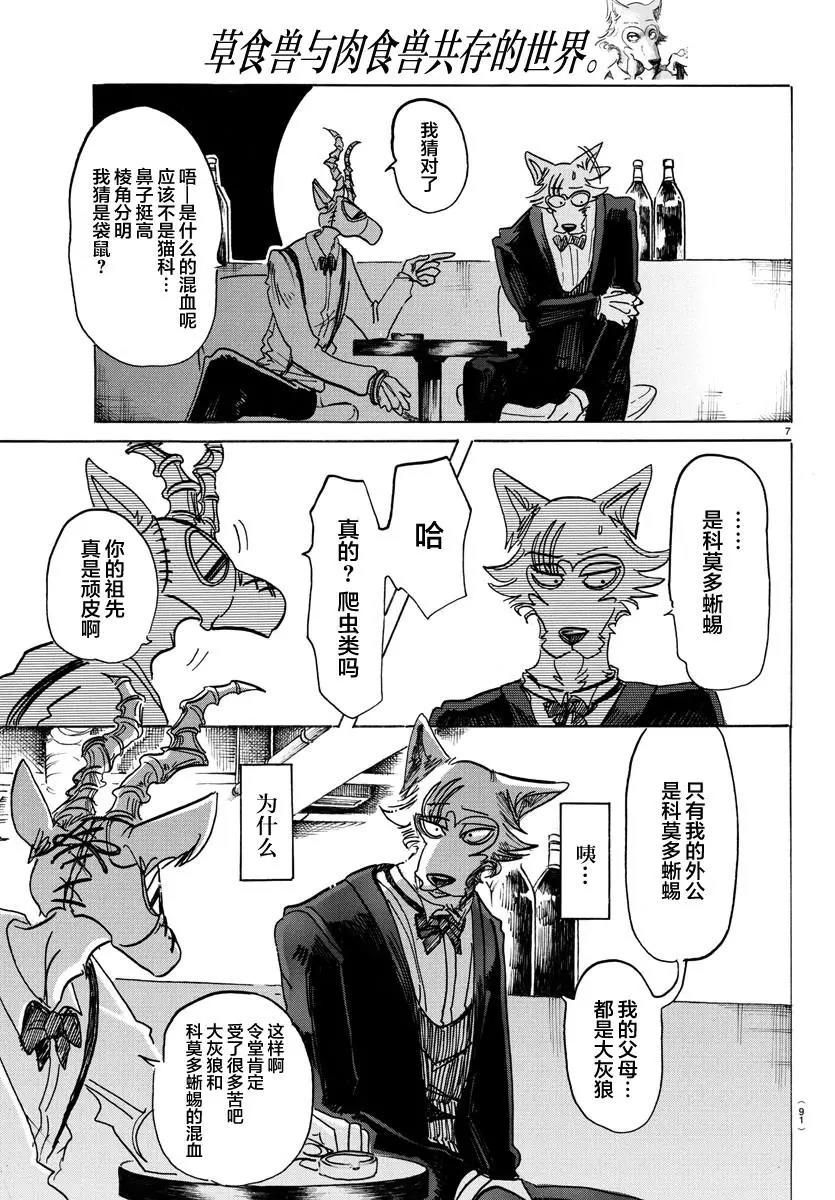 草食兽与肉食兽共存的世界。
我猜对了
唔—是什么的混血呢
应该不是猫科…
鼻子挺高
棱角分明
我猜是袋鼠？
7
……
是科莫多蜥蜴
哈
真的？爬虫类吗
你的祖先
真是顽皮啊
只有我的外公
是科莫多蜥蜴
我的父母…
都是大灰狼
咦…
为什么
这样啊
令堂肯定
受了很多苦吧
大灰狼和
科莫多蜥蜴的混血
（91）